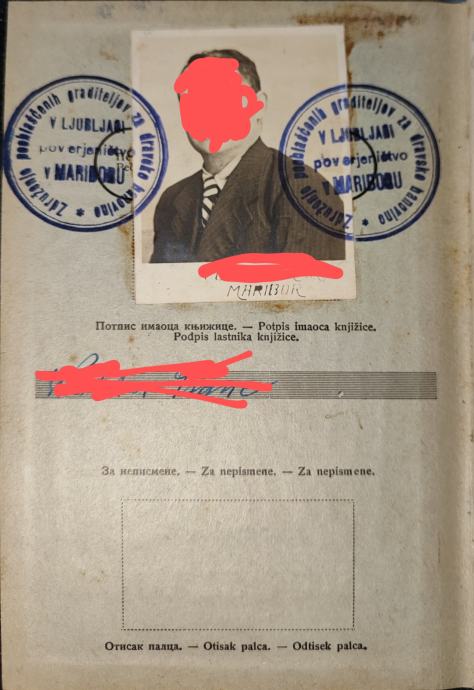 Združenje pooblaščenih graditeljev za dravsko banovino *
V LJUBLJANI
poverjeništvo
V MARIBORU
Združenje pooblaščenih graditeljev za dravsko banovino *
V LJUBLJANI
poverjeništvo
V MARIBORU
MARIBOR
Потпис имаоца књижице. — Potpis imaoca knjižice.
Podpis lastnika knjižice.
За неписмене. — Za nepismene. — Za nepismene.
Отисак палца. — Otisak palca. — Odtisek palca.